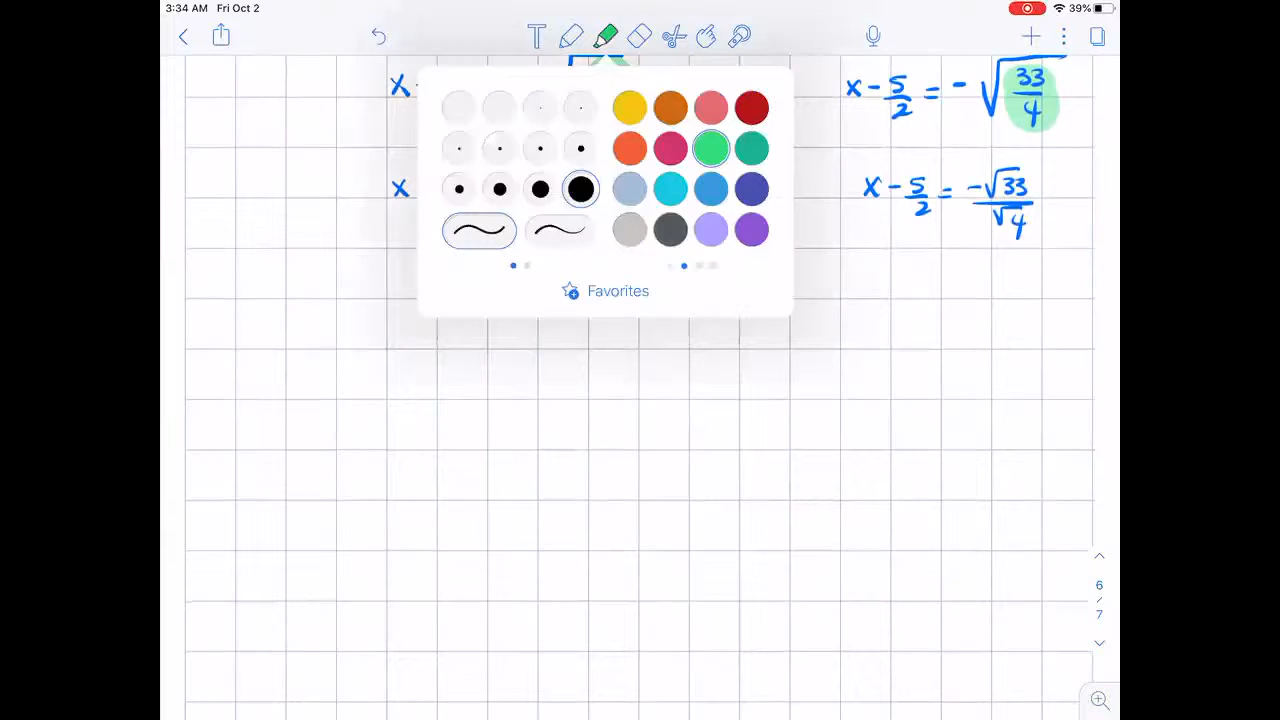 3:34 AM Fri Oct 2
39%
T
x - 5/2 = - √33/4
x
x - 5/2 = -√33/√4
x
Favorites
6
/
7